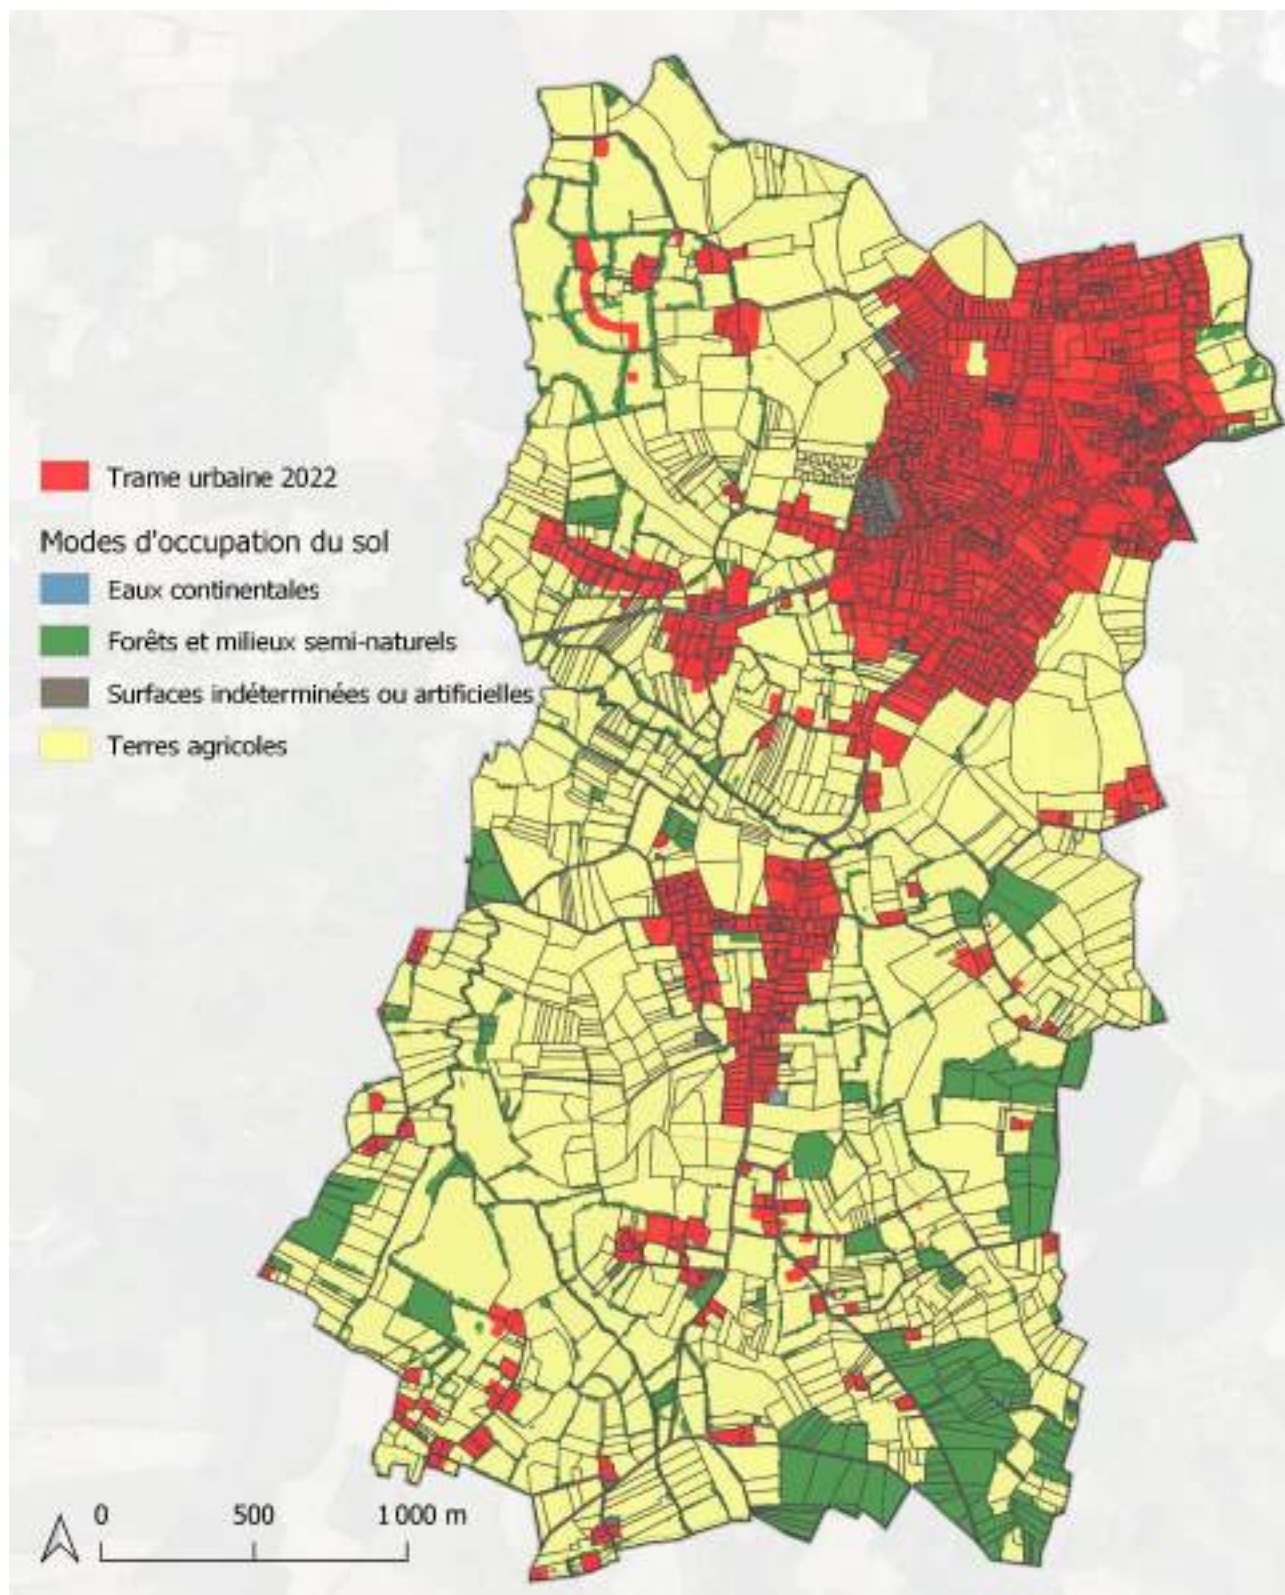 Trame urbaine 2022
Modes d'occupation du sol
Eaux continentales
Forêts et milieux semi-naturels
Surfaces indéterminées ou artificielles
Terres agricoles
0 500 1 000 m